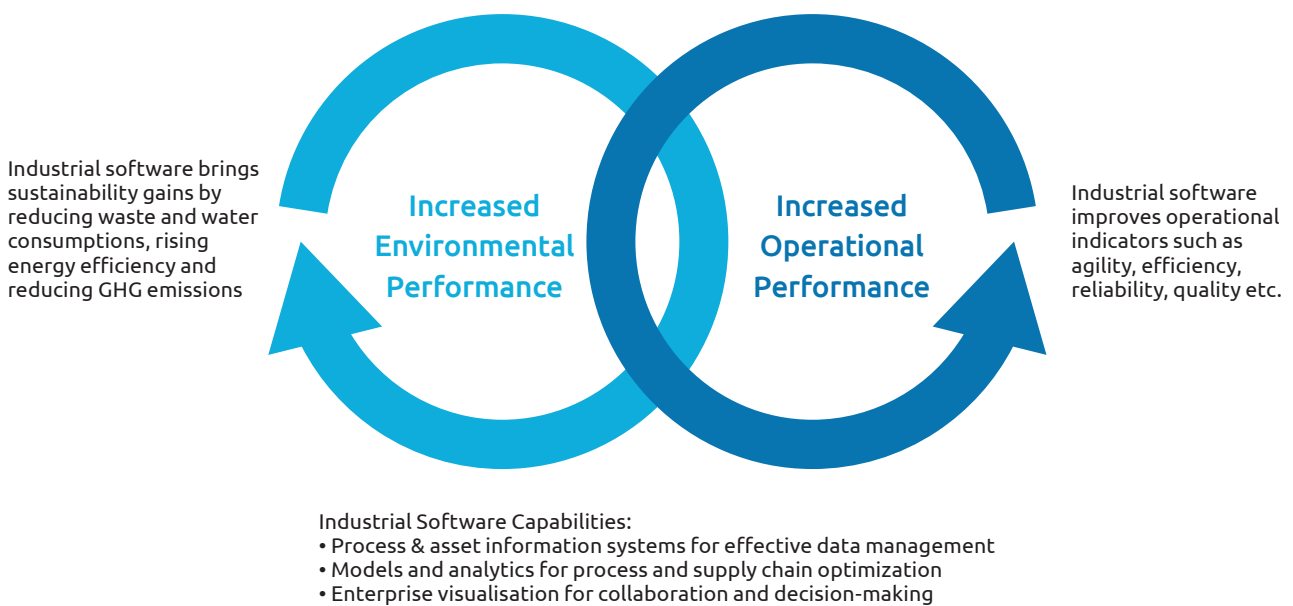 Industrial software brings
sustainability gains by
reducing waste and water
consumptions, rising
energy efficiency and
reducing GHG emissions
Increased
Environmental
Performance
Increased
Operational
Performance
Industrial software
improves operational
indicators such as
agility, efficiency,
reliability, quality etc.
Industrial Software Capabilities:
• Process & asset information systems for effective data management
• Models and analytics for process and supply chain optimization
• Enterprise visualisation for collaboration and decision-making